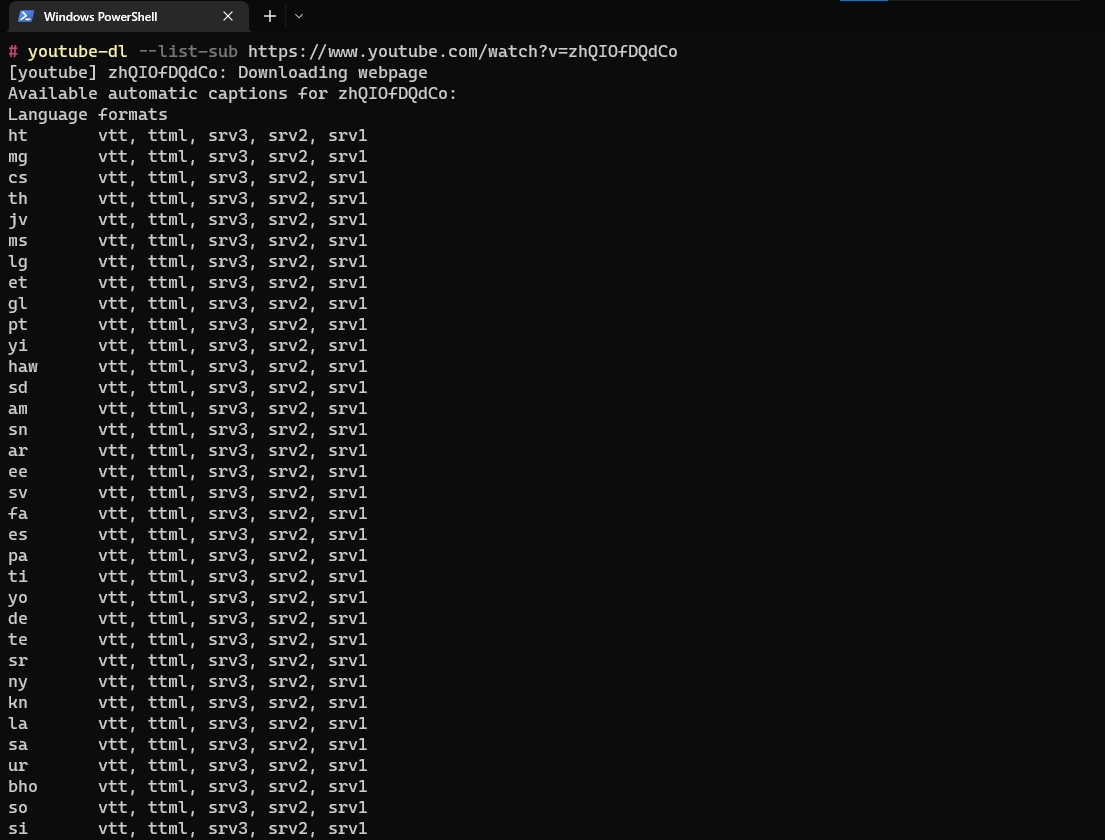 Windows PowerShell
# youtube-dl --list-sub https://www.youtube.com/watch?v=zhQIOfDQdCo
[youtube] zhQIOfDQdCo: Downloading webpage
Available automatic captions for zhQIOfDQdCo:
Language formats
ht vtt, ttml, srv3, srv2, srv1
mg vtt, ttml, srv3, srv2, srv1
cs vtt, ttml, srv3, srv2, srv1
th vtt, ttml, srv3, srv2, srv1
jv vtt, ttml, srv3, srv2, srv1
ms vtt, ttml, srv3, srv2, srv1
lg vtt, ttml, srv3, srv2, srv1
et vtt, ttml, srv3, srv2, srv1
gl vtt, ttml, srv3, srv2, srv1
pt vtt, ttml, srv3, srv2, srv1
yi vtt, ttml, srv3, srv2, srv1
haw vtt, ttml, srv3, srv2, srv1
sd vtt, ttml, srv3, srv2, srv1
am vtt, ttml, srv3, srv2, srv1
sn vtt, ttml, srv3, srv2, srv1
ar vtt, ttml, srv3, srv2, srv1
ee vtt, ttml, srv3, srv2, srv1
sv vtt, ttml, srv3, srv2, srv1
fa vtt, ttml, srv3, srv2, srv1
es vtt, ttml, srv3, srv2, srv1
pa vtt, ttml, srv3, srv2, srv1
ti vtt, ttml, srv3, srv2, srv1
yo vtt, ttml, srv3, srv2, srv1
de vtt, ttml, srv3, srv2, srv1
te vtt, ttml, srv3, srv2, srv1
sr vtt, ttml, srv3, srv2, srv1
ny vtt, ttml, srv3, srv2, srv1
kn vtt, ttml, srv3, srv2, srv1
la vtt, ttml, srv3, srv2, srv1
sa vtt, ttml, srv3, srv2, srv1
ur vtt, ttml, srv3, srv2, srv1
bho vtt, ttml, srv3, srv2, srv1
so vtt, ttml, srv3, srv2, srv1
si vtt, ttml, srv3, srv2, srv1